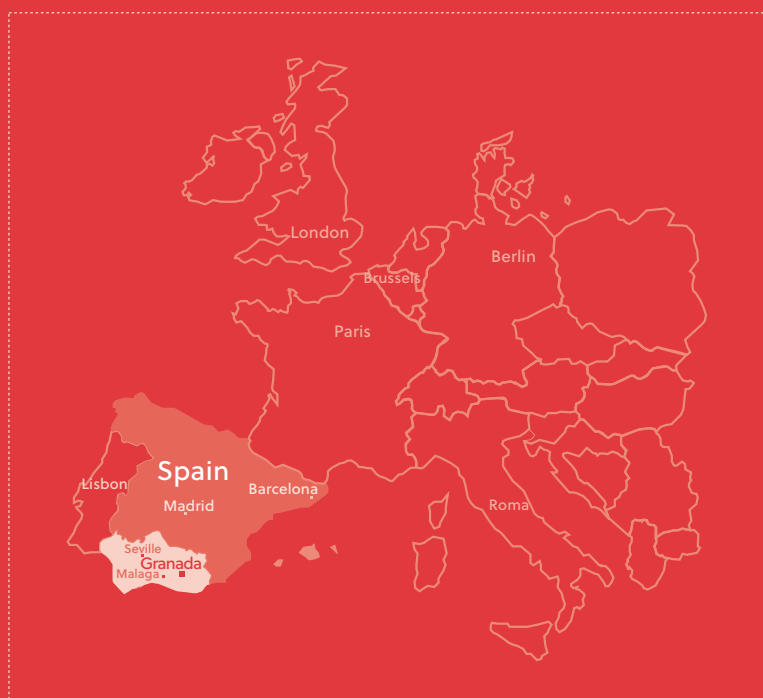 London
Berlin
Brussels
Paris
Spain
Lisbon
Barcelona
Madrid
Roma
Seville
Granada
Malaga